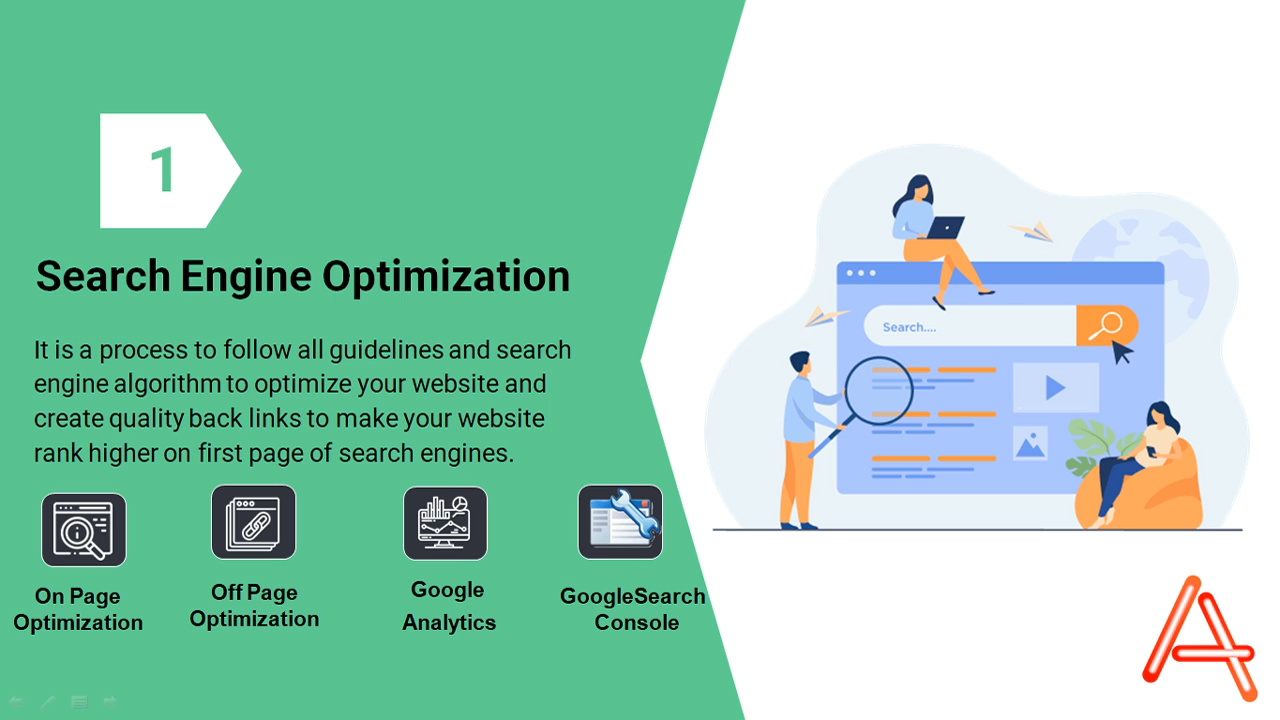 1
Search Engine Optimization
It is a process to follow all guidelines and search
engine algorithm to optimize your website and
create quality back links to make your website
rank higher on first page of search engines.
On Page
Optimization
Off Page
Optimization
Google
Analytics
GoogleSearch
Console
Search....
A